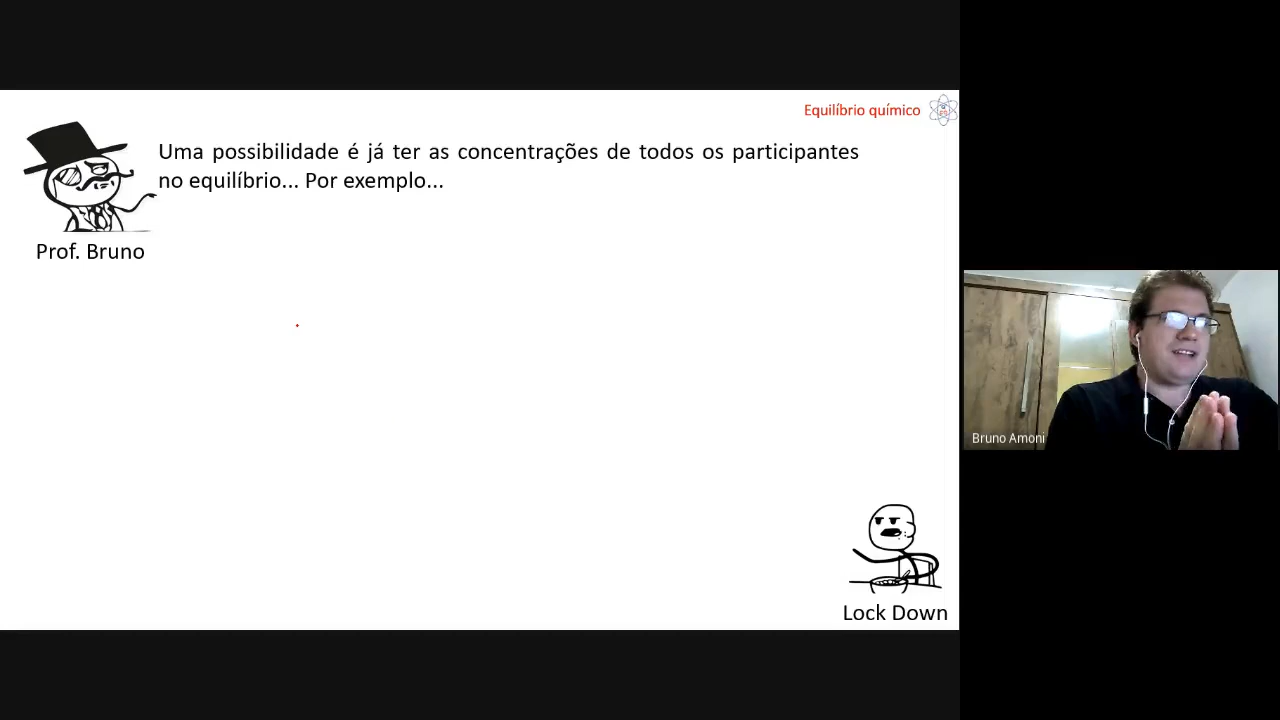 Equilíbrio químico
Uma possibilidade é já ter as concentrações de todos os participantes
no equilíbrio... Por exemplo...
Prof. Bruno
Bruno Amoni
Lock Down